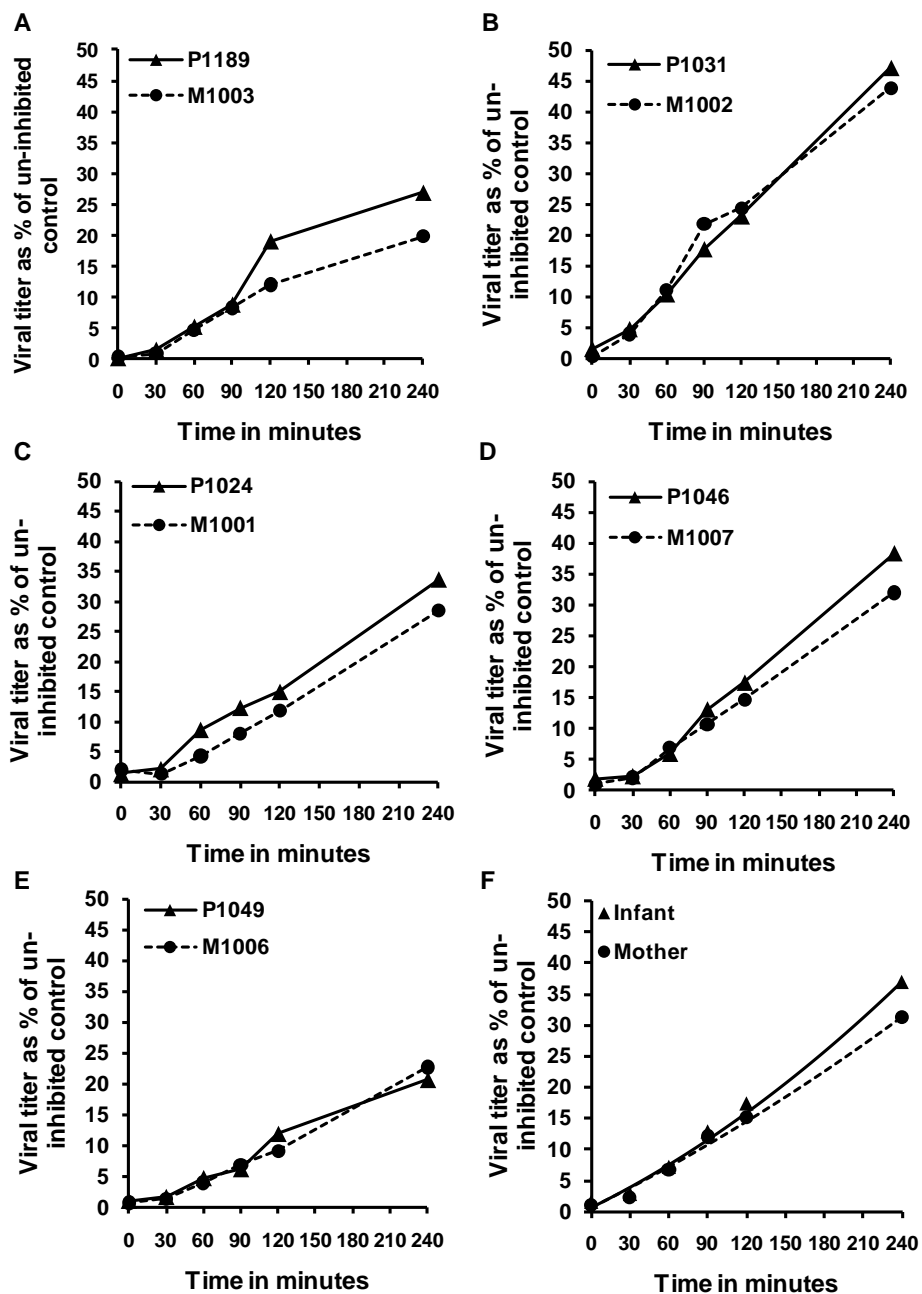 A
P1189
M1003
Viral titer as % of un-inhibited
control
50
45
40
35
30
25
20
15
10
5
0
0 30 60 90 120 150 180 210 240
Time in minutes
B
P1031
M1002
Viral titer as % of un-
inhibited control
50
45
40
35
30
25
20
15
10
5
0
0 30 60 90 120 150 180 210 240
Time in minutes
C
P1024
M1001
Viral titer as % of un-
inhibited control
50
45
40
35
30
25
20
15
10
5
0
0 30 60 90 120 150 180 210 240
Time in minutes
D
P1046
M1007
Viral titer as % of un-
inhibited control
50
45
40
35
30
25
20
15
10
5
0
0 30 60 90 120 150 180 210 240
Time in minutes
E
P1049
M1006
Viral titer as % of un-
inhibited control
50
45
40
35
30
25
20
15
10
5
0
0 30 60 90 120 150 180 210 240
Time in minutes
F
Infant
Mother
Viral titer as % of un-
inhibited control
50
45
40
35
30
25
20
15
10
5
0
0 30 60 90 120 150 180 210 240
Time in minutes